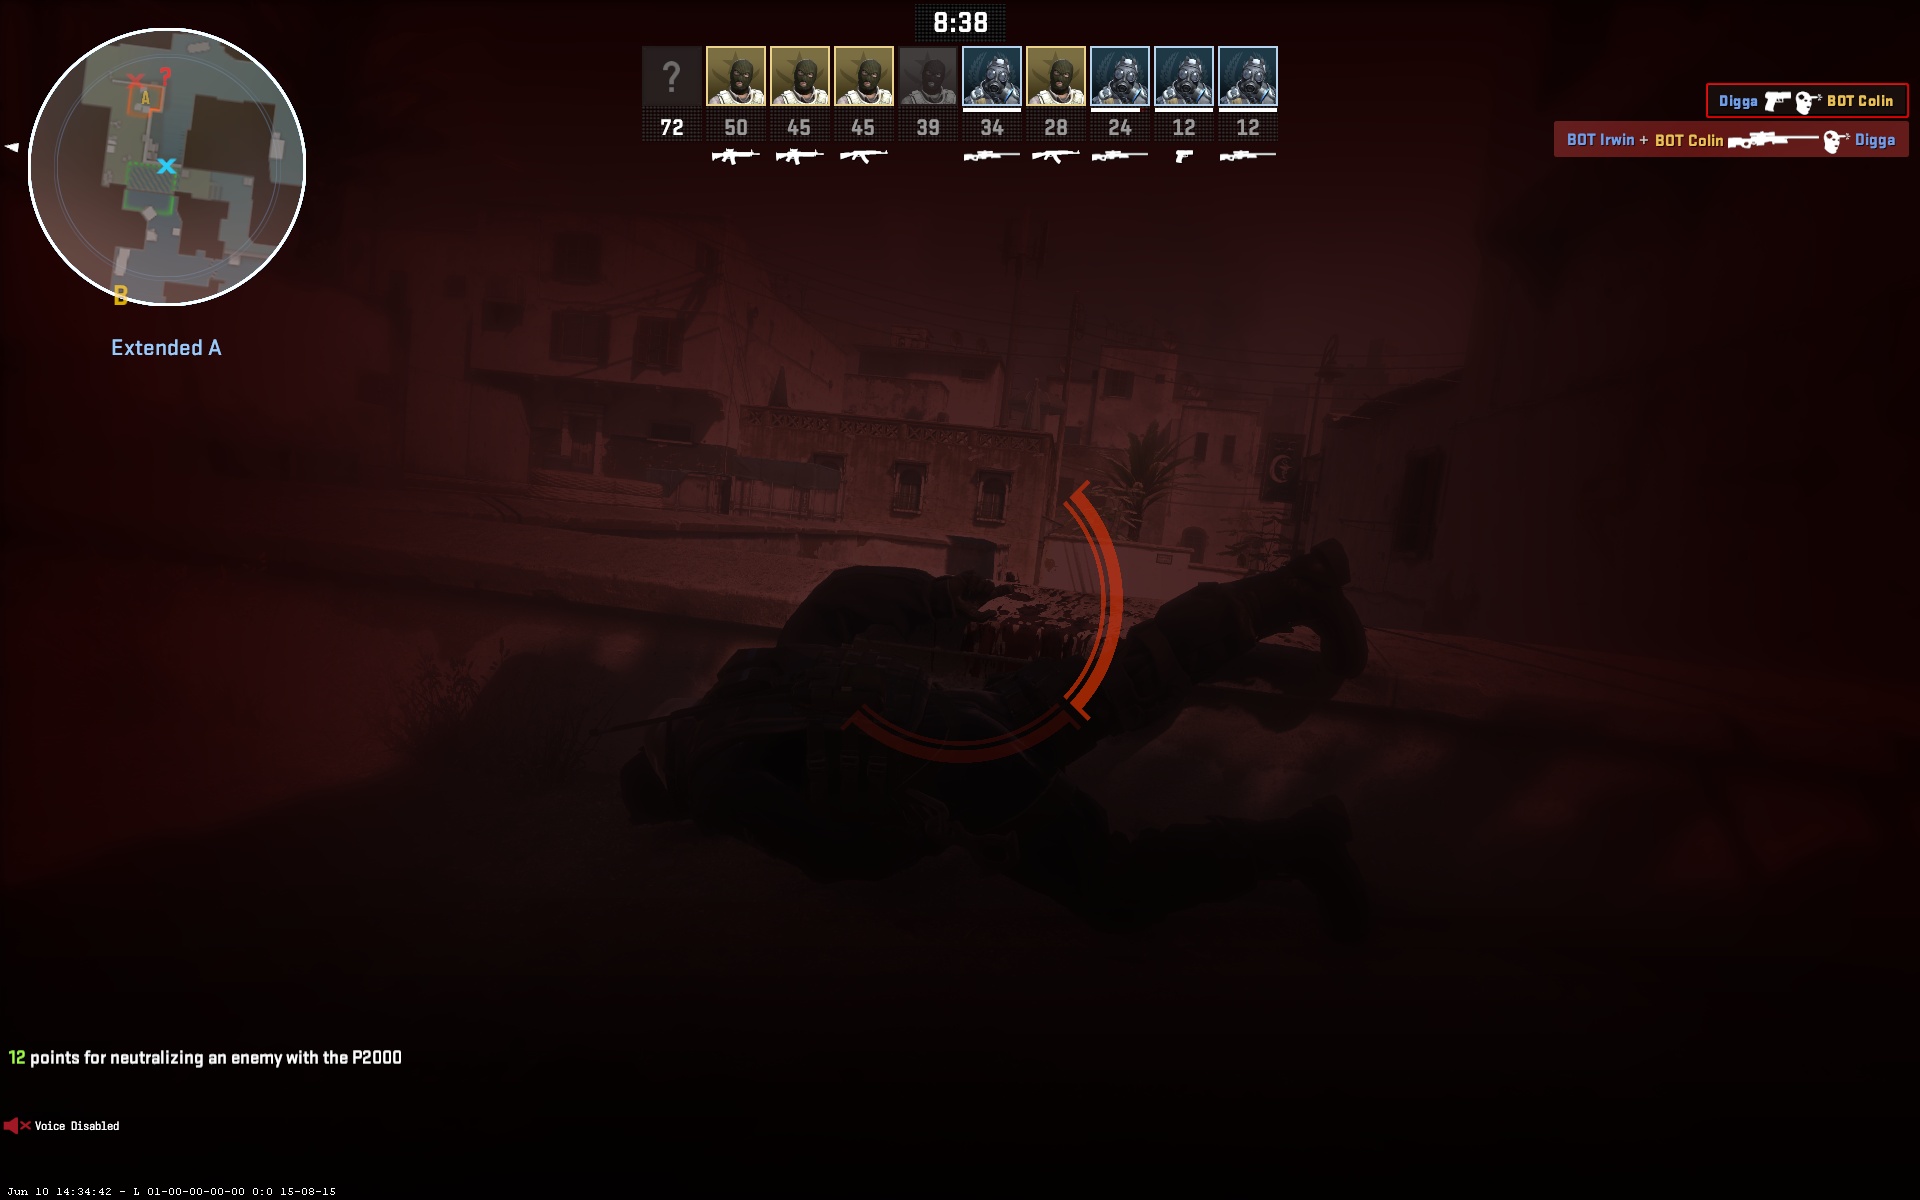 8:38
A
?
?
72 50 45 45 39 34 28 24 12 12
Digga BOT Colin
BOT Irwin + BOT Colin Digga
B
Extended A
12 points for neutralizing an enemy with the P2000
Voice Disabled
Jun 10 14:34:42 - L 01-00-00-00-00 0:0 15-08-15